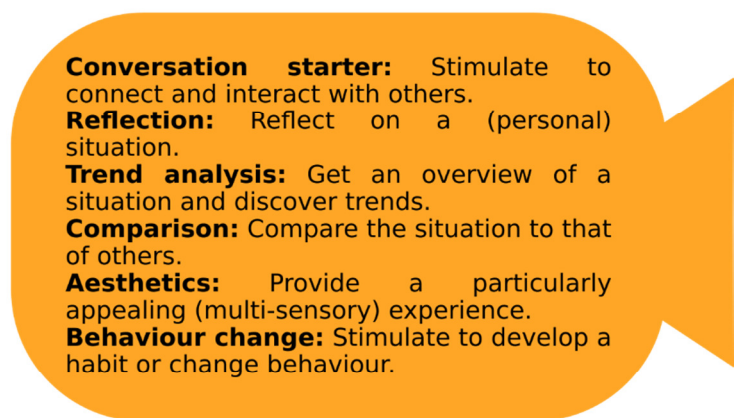 Conversation starter: Stimulate to
connect and interact with others.
Reflection: Reflect on a (personal)
situation.
Trend analysis: Get an overview of a
situation and discover trends.
Comparison: Compare the situation to that
of others.
Aesthetics: Provide a particularly
appealing (multi-sensory) experience.
Behaviour change: Stimulate to develop a
habit or change behaviour.